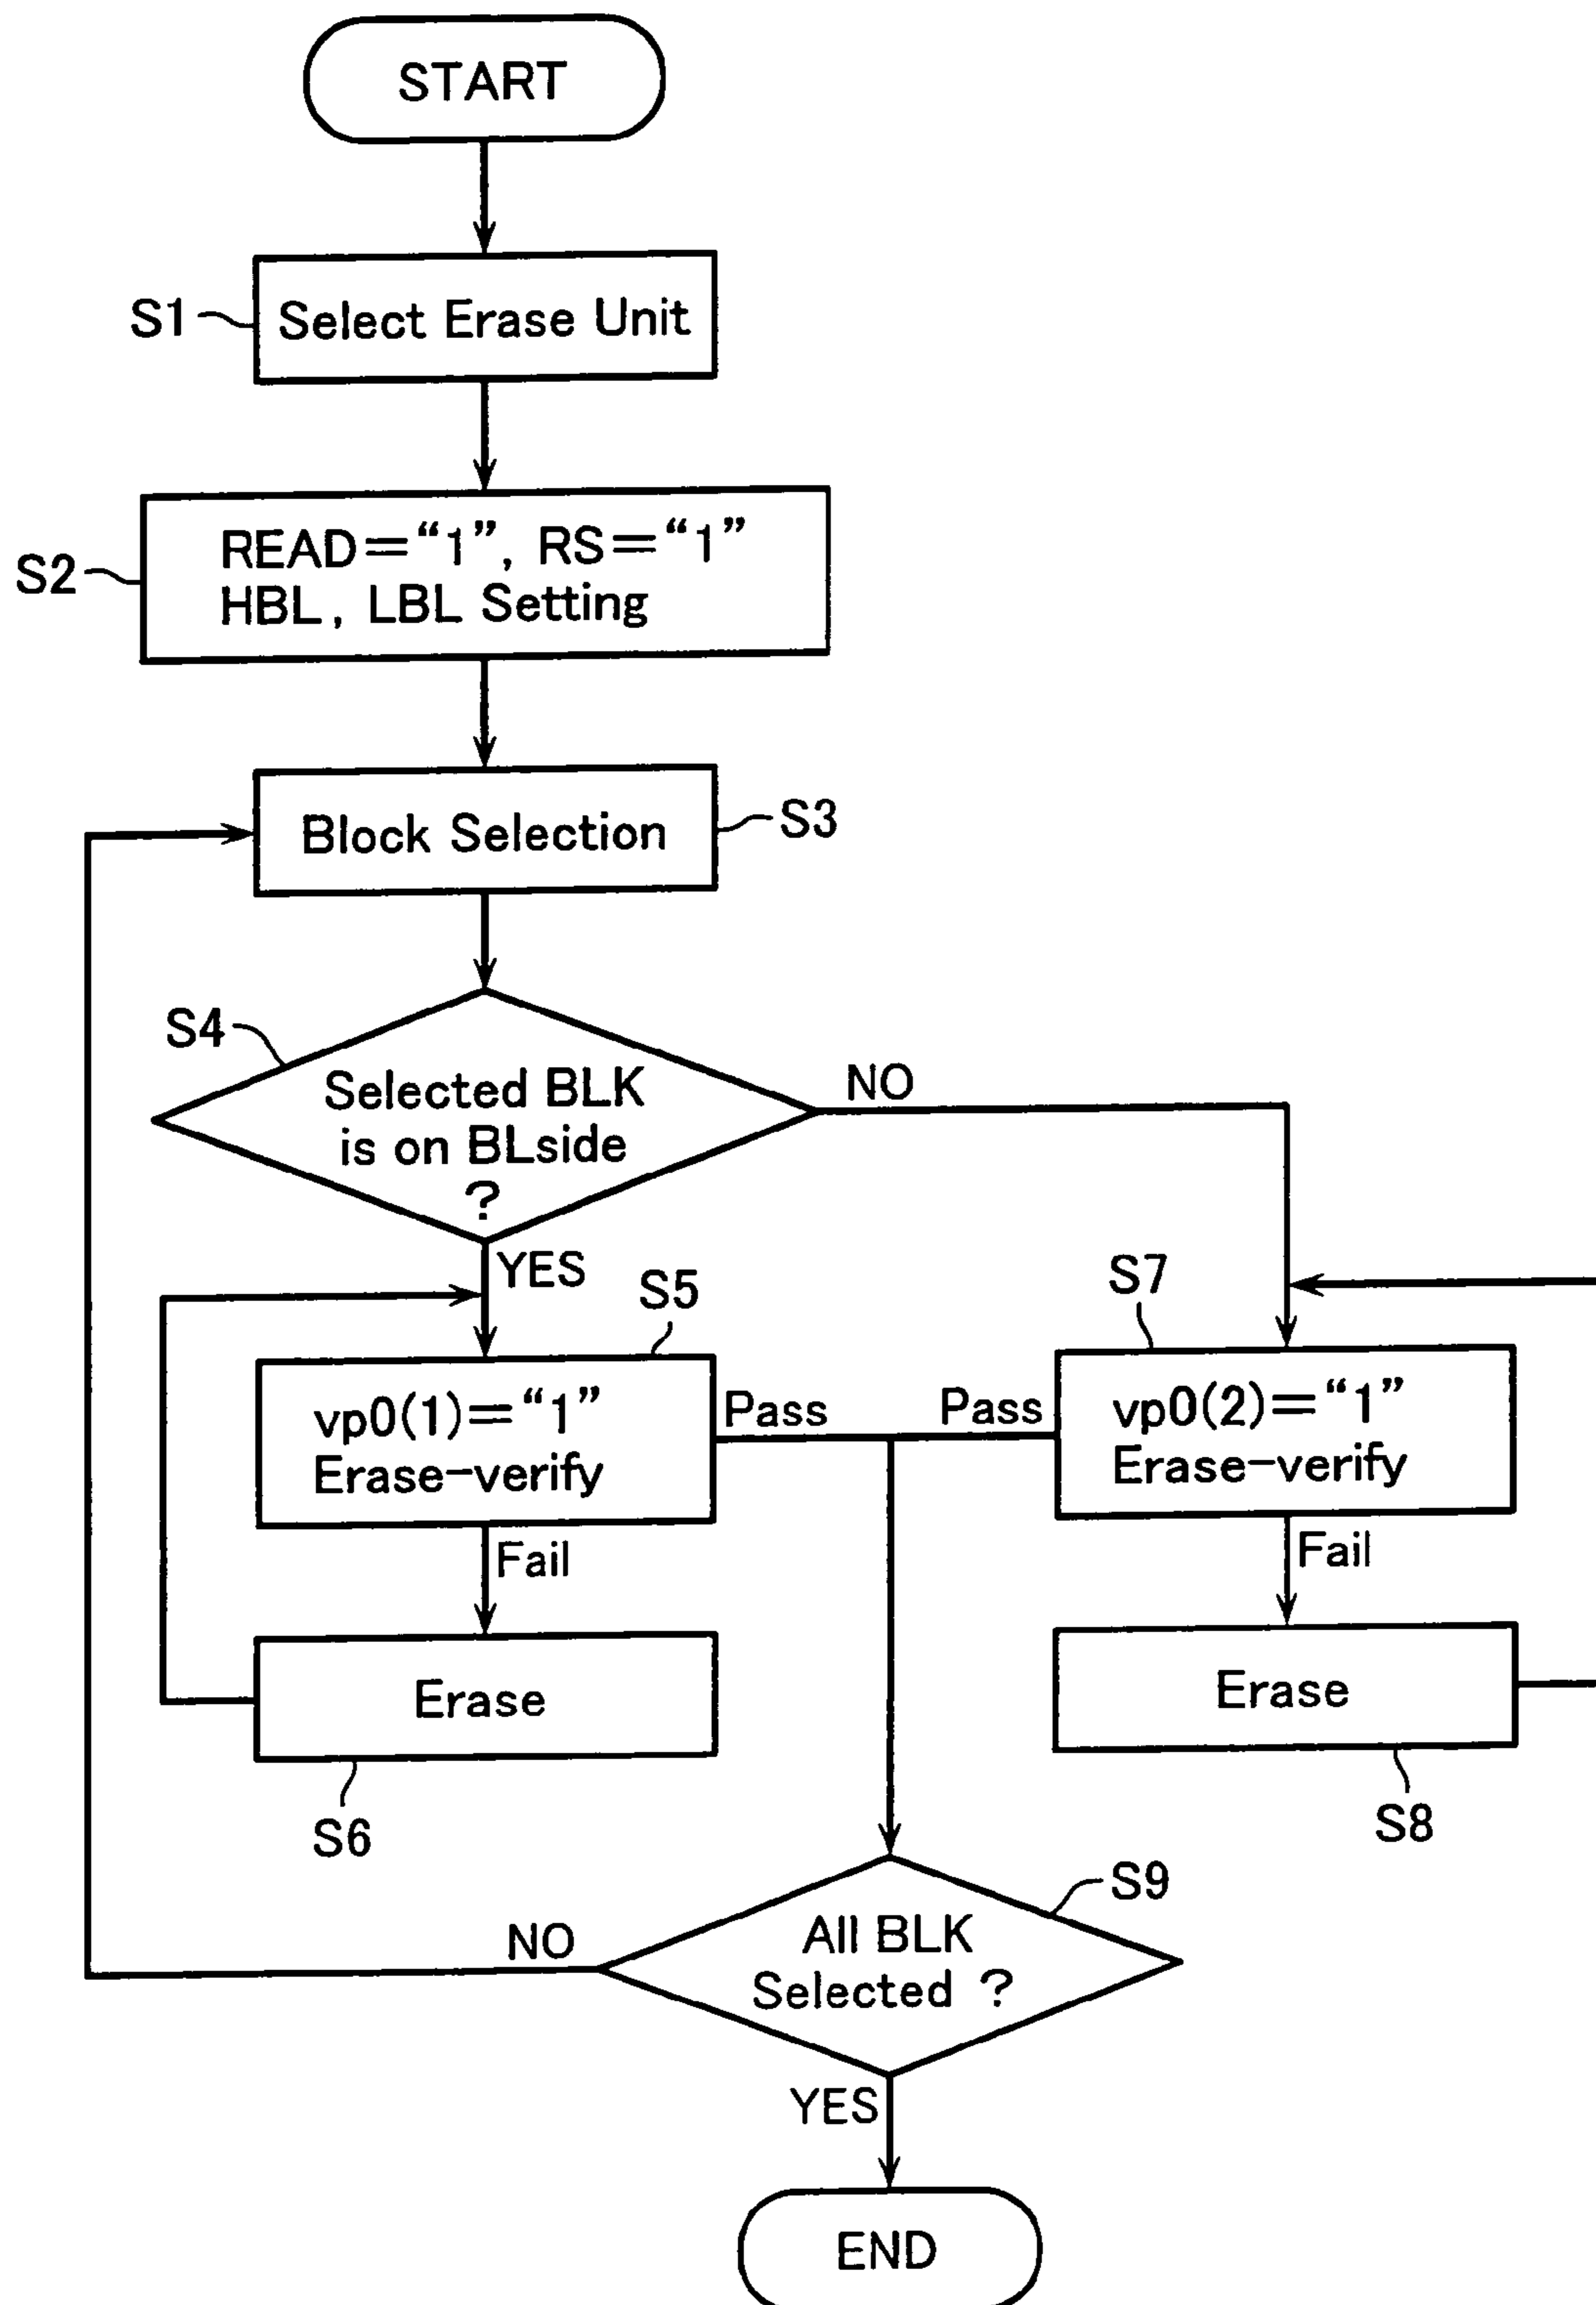 START
S1
Select Erase Unit
S2
READ=“1”, RS=“1”
HBL, LBL Setting
Block Selection
S3
S4
Selected BLK
is on BLside
?
NO
YES
S5
vp0(1)=“1”
Erase-verify
Pass
Fail
Erase
S6
S7
Pass
vp0(2)=“1”
Erase-verify
Fail
Erase
S8
S9
All BLK
Selected ?
NO
YES
END